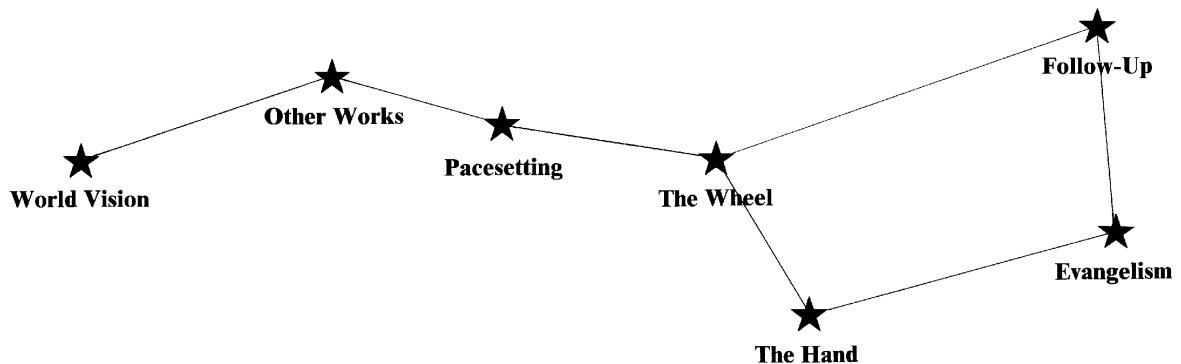 Follow-Up
Other Works
Pacesetting
World Vision
The Wheel
Evangelism
The Hand